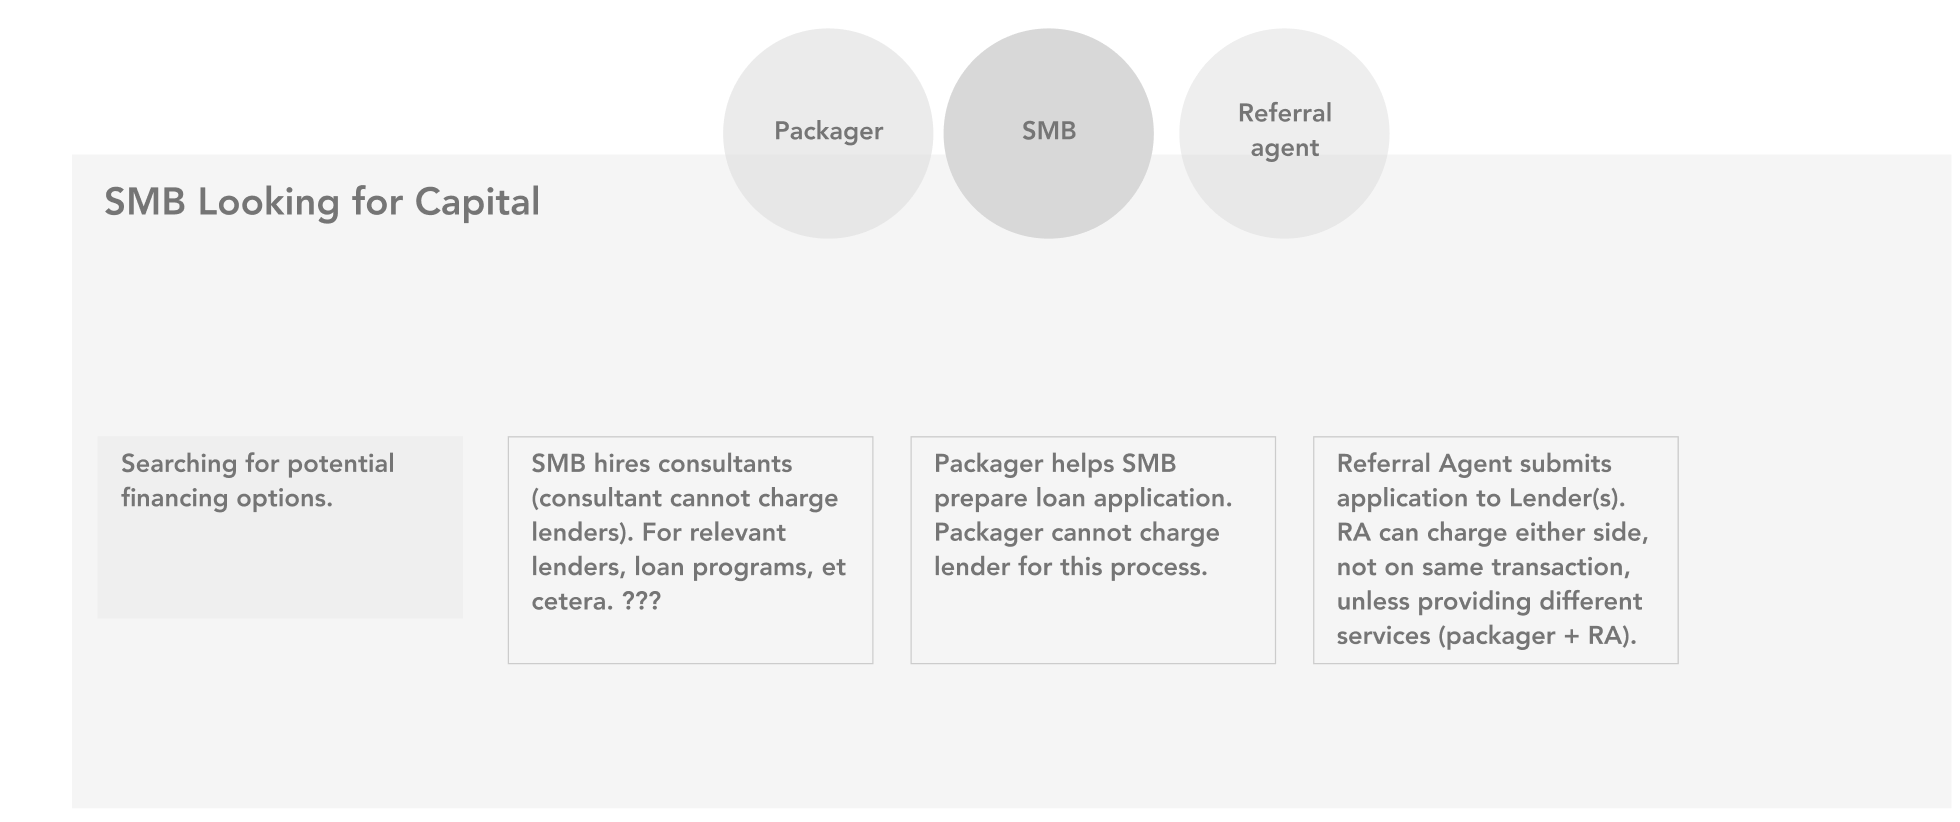 Packager
SMB
Referral
agent
SMB Looking for Capital
Searching for potential
financing options.
SMB hires consultants
(consultant cannot charge
lenders). For relevant
lenders, loan programs, et
cetera. ???
Packager helps SMB
prepare loan application.
Packager cannot charge
lender for this process.
Referral Agent submits
application to Lender(s).
RA can charge either side,
not on same transaction,
unless providing different
services (packager + RA).